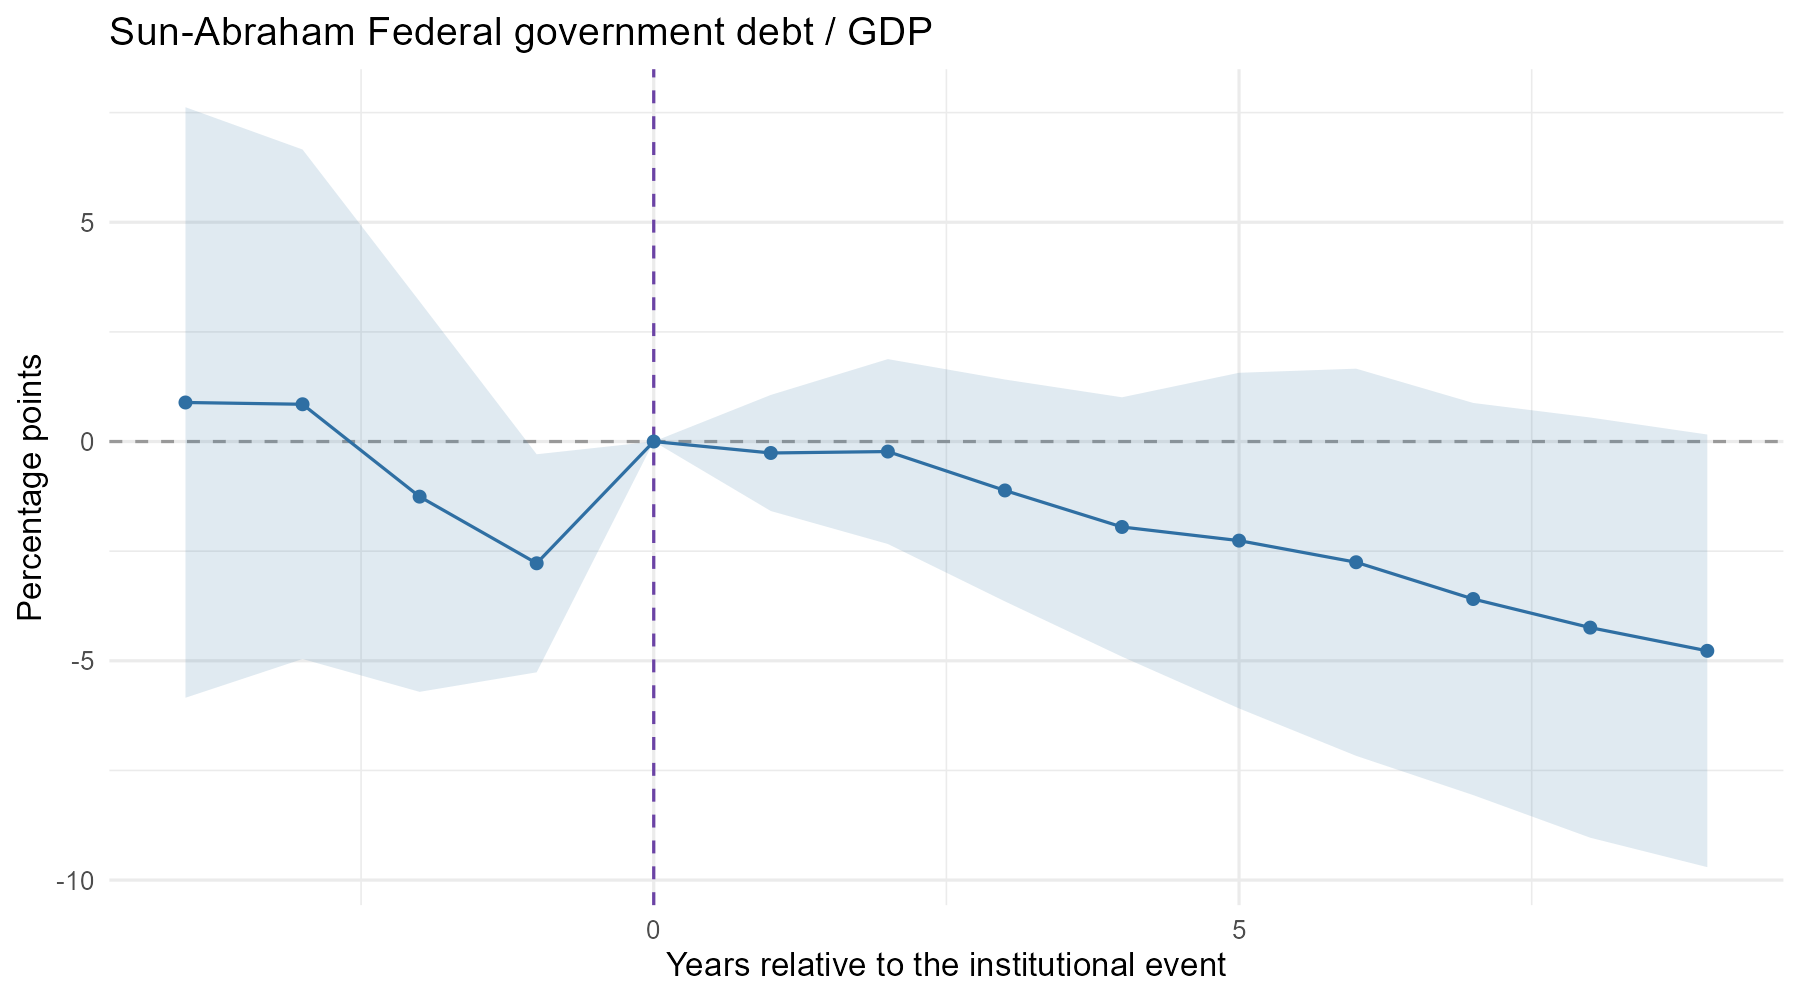 Sun-Abraham Federal government debt / GDP
Percentage points
5
0
-5
-10
0
5
Years relative to the institutional event